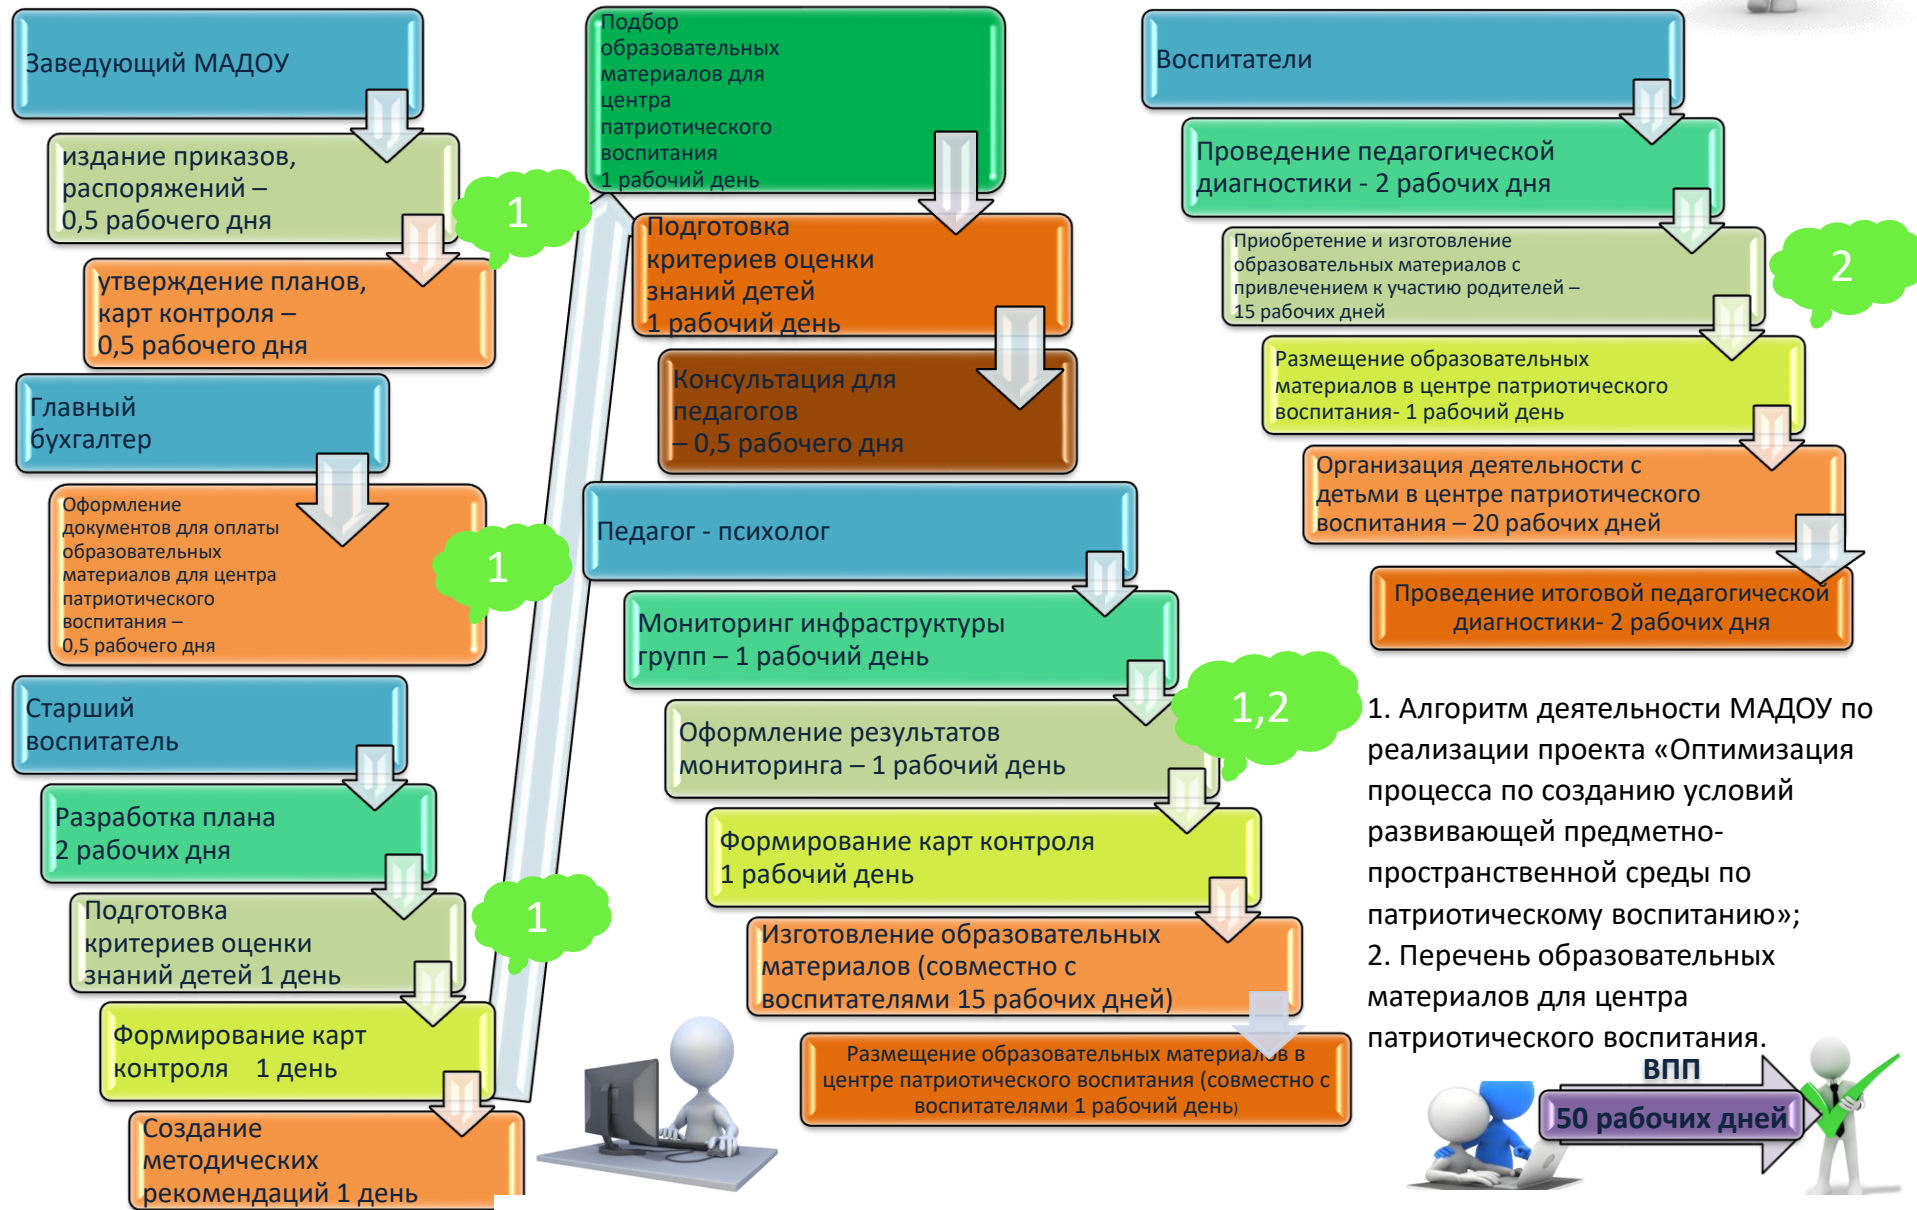 Заведующий МАДОУ
издание приказов,
распоряжений –
0,5 рабочего дня
1
утверждение планов,
карт контроля –
0,5 рабочего дня
Главный
бухгалтер
Оформление
документов для оплаты
образовательных
материалов для центра
патриотического
воспитания –
0,5 рабочего дня
1
Старший
воспитатель
Разработка плана
2 рабочих дня
Подготовка
критериев оценки
знаний детей 1 день
1
Формирование карт
контроля 1 день
Создание
методических
рекомендаций 1 день
Подбор
образовательных
материалов для
центра
патриотического
воспитания
1 рабочий день
Подготовка
критериев оценки
знаний детей
1 рабочий день
Консультация для
педагогов
– 0,5 рабочего дня
Педагог - психолог
Мониторинг инфраструктуры
групп – 1 рабочий день
Оформление результатов
мониторинга – 1 рабочий день
1,2
Формирование карт контроля
1 рабочий день
Изготовление образовательных
материалов (совместно с
воспитателями 15 рабочих дней)
Размещение образовательных материалов в
центре патриотического воспитания (совместно с
воспитателями 1 рабочий день)
Воспитатели
Проведение педагогической
диагностики - 2 рабочих дня
Приобретение и изготовление
образовательных материалов с
привлечением к участию родителей –
15 рабочих дней
2
Размещение образовательных
материалов в центре патриотического
воспитания- 1 рабочий день
Организация деятельности с
детьми в центре патриотического
воспитания – 20 рабочих дней
Проведение итоговой педагогической
диагностики- 2 рабочих дня
1. Алгоритм деятельности МАДОУ по
реализации проекта «Оптимизация
процесса по созданию условий
развивающей предметно-
пространственной среды по
патриотическому воспитанию»;
2. Перечень образовательных
материалов для центра
патриотического воспитания.
ВПП
50 рабочих дней